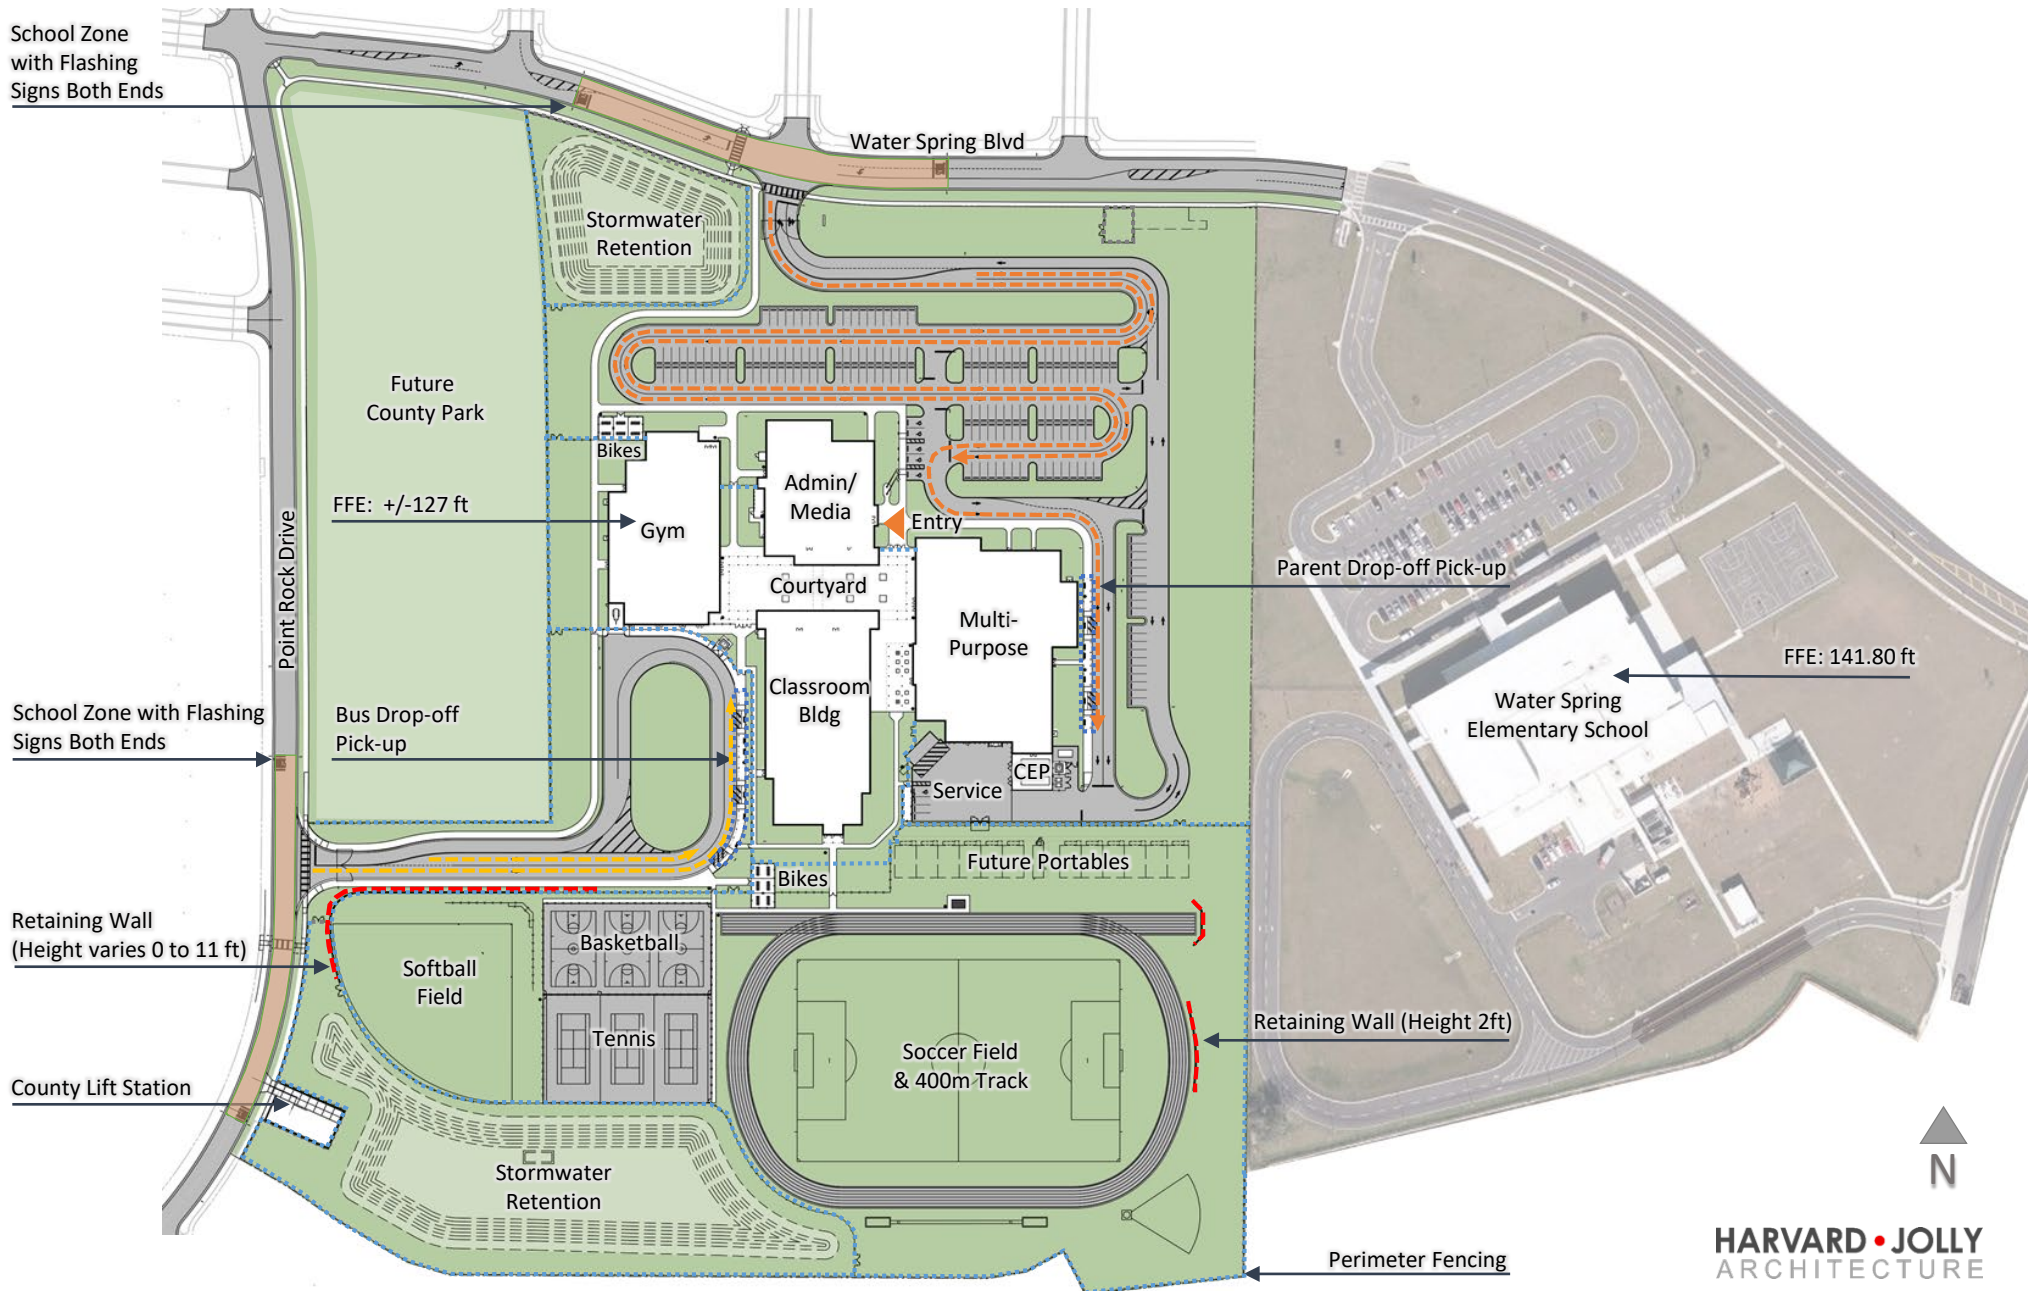 School Zone
with Flashing
Signs Both Ends
Water Spring Blvd
Stormwater
Retention
Future
County Park
Bikes
Admin/
Media
FFE: +/-127 ft
Gym
Entry
Point Rock Drive
Courtyard
Parent Drop-off Pick-up
Multi-
Purpose
FFE: 141.80 ft
Water Spring
Elementary School
Classroom
Bldg
School Zone with Flashing
Signs Both Ends
Bus Drop-off
Pick-up
CEP
Service
Future Portables
Bikes
Retaining Wall
(Height varies 0 to 11 ft)
Basketball
Softball
Field
Retaining Wall (Height 2ft)
Tennis
Soccer Field
& 400m Track
County Lift Station
Stormwater
Retention
N
Perimeter Fencing
HARVARD • JOLLY
ARCHITECTURE